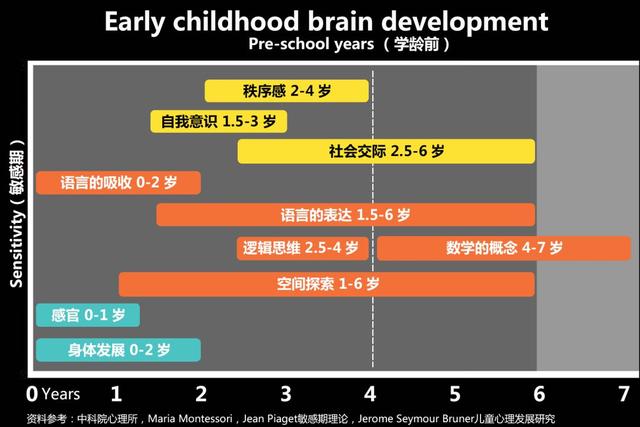 Early childhood brain development
Pre-school years （学龄前）
Sensitivity（敏感期）
秩序感 2-4 岁
自我意识 1.5-3 岁
社会交际 2.5-6 岁
语言的吸收 0-2 岁
语言的表达 1.5-6 岁
逻辑思维 2.5-4 岁 数学的概念 4-7 岁
空间探索 1-6 岁
感官 0-1 岁
身体发展 0-2 岁
0 Years 1 2 3 4 5 6 7
资料参考：中科院心理所，Maria Montessori，Jean Piaget敏感期理论，Jerome Seymour Bruner儿童心理发展研究